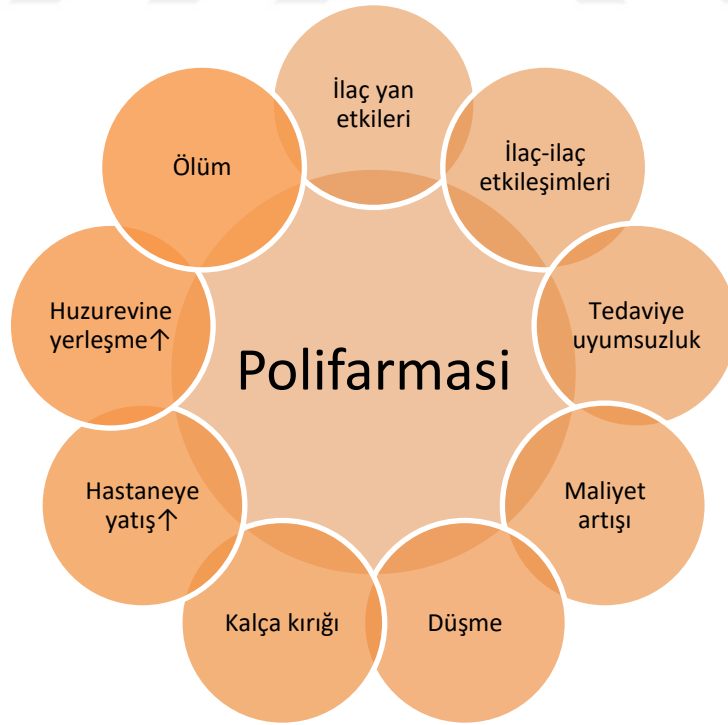 İlaç yan
etkileri
İlaç-ilaç
etkileşimleri
Tedaviye
uyumsuzluk
Maliyet
artışı
Düşme
Kalça kırığı
Hastaneye
yatış↑
Huzurevine
yerleşme↑
Ölüm
Polifarmasi